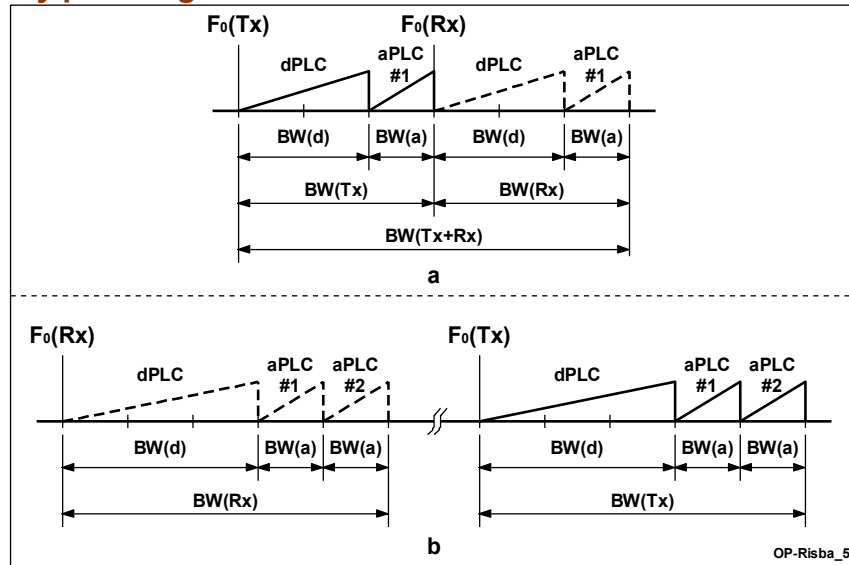 F₀(Tx) F₀(Rx)
dPLC aPLC #1 dPLC aPLC #1
BW(d) BW(a) BW(d) BW(a)
BW(Tx) BW(Rx)
BW(Tx+Rx)
a
F₀(Rx) F₀(Tx)
dPLC aPLC #1 aPLC #2 dPLC aPLC #1 aPLC #2
BW(d) BW(a) BW(a) BW(d) BW(a) BW(a)
BW(Rx) BW(Tx)
b
OP-Risba_5